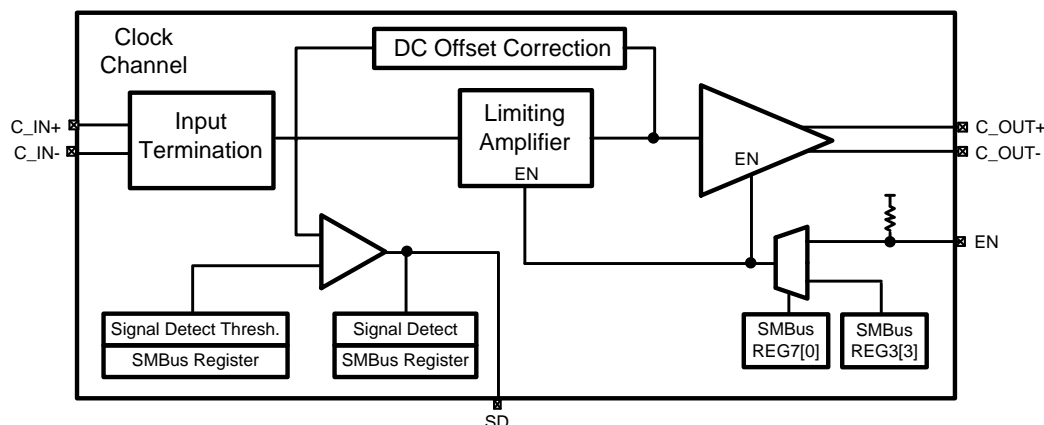 Clock
Channel
DC Offset Correction
C_IN+
C_IN-
Input
Termination
Limiting
Amplifier
EN
EN
C_OUT+
C_OUT-
EN
Signal Detect Thresh.
SMBus Register
Signal Detect
SMBus Register
SMBus
REG7[0]
SMBus
REG3[3]
SD